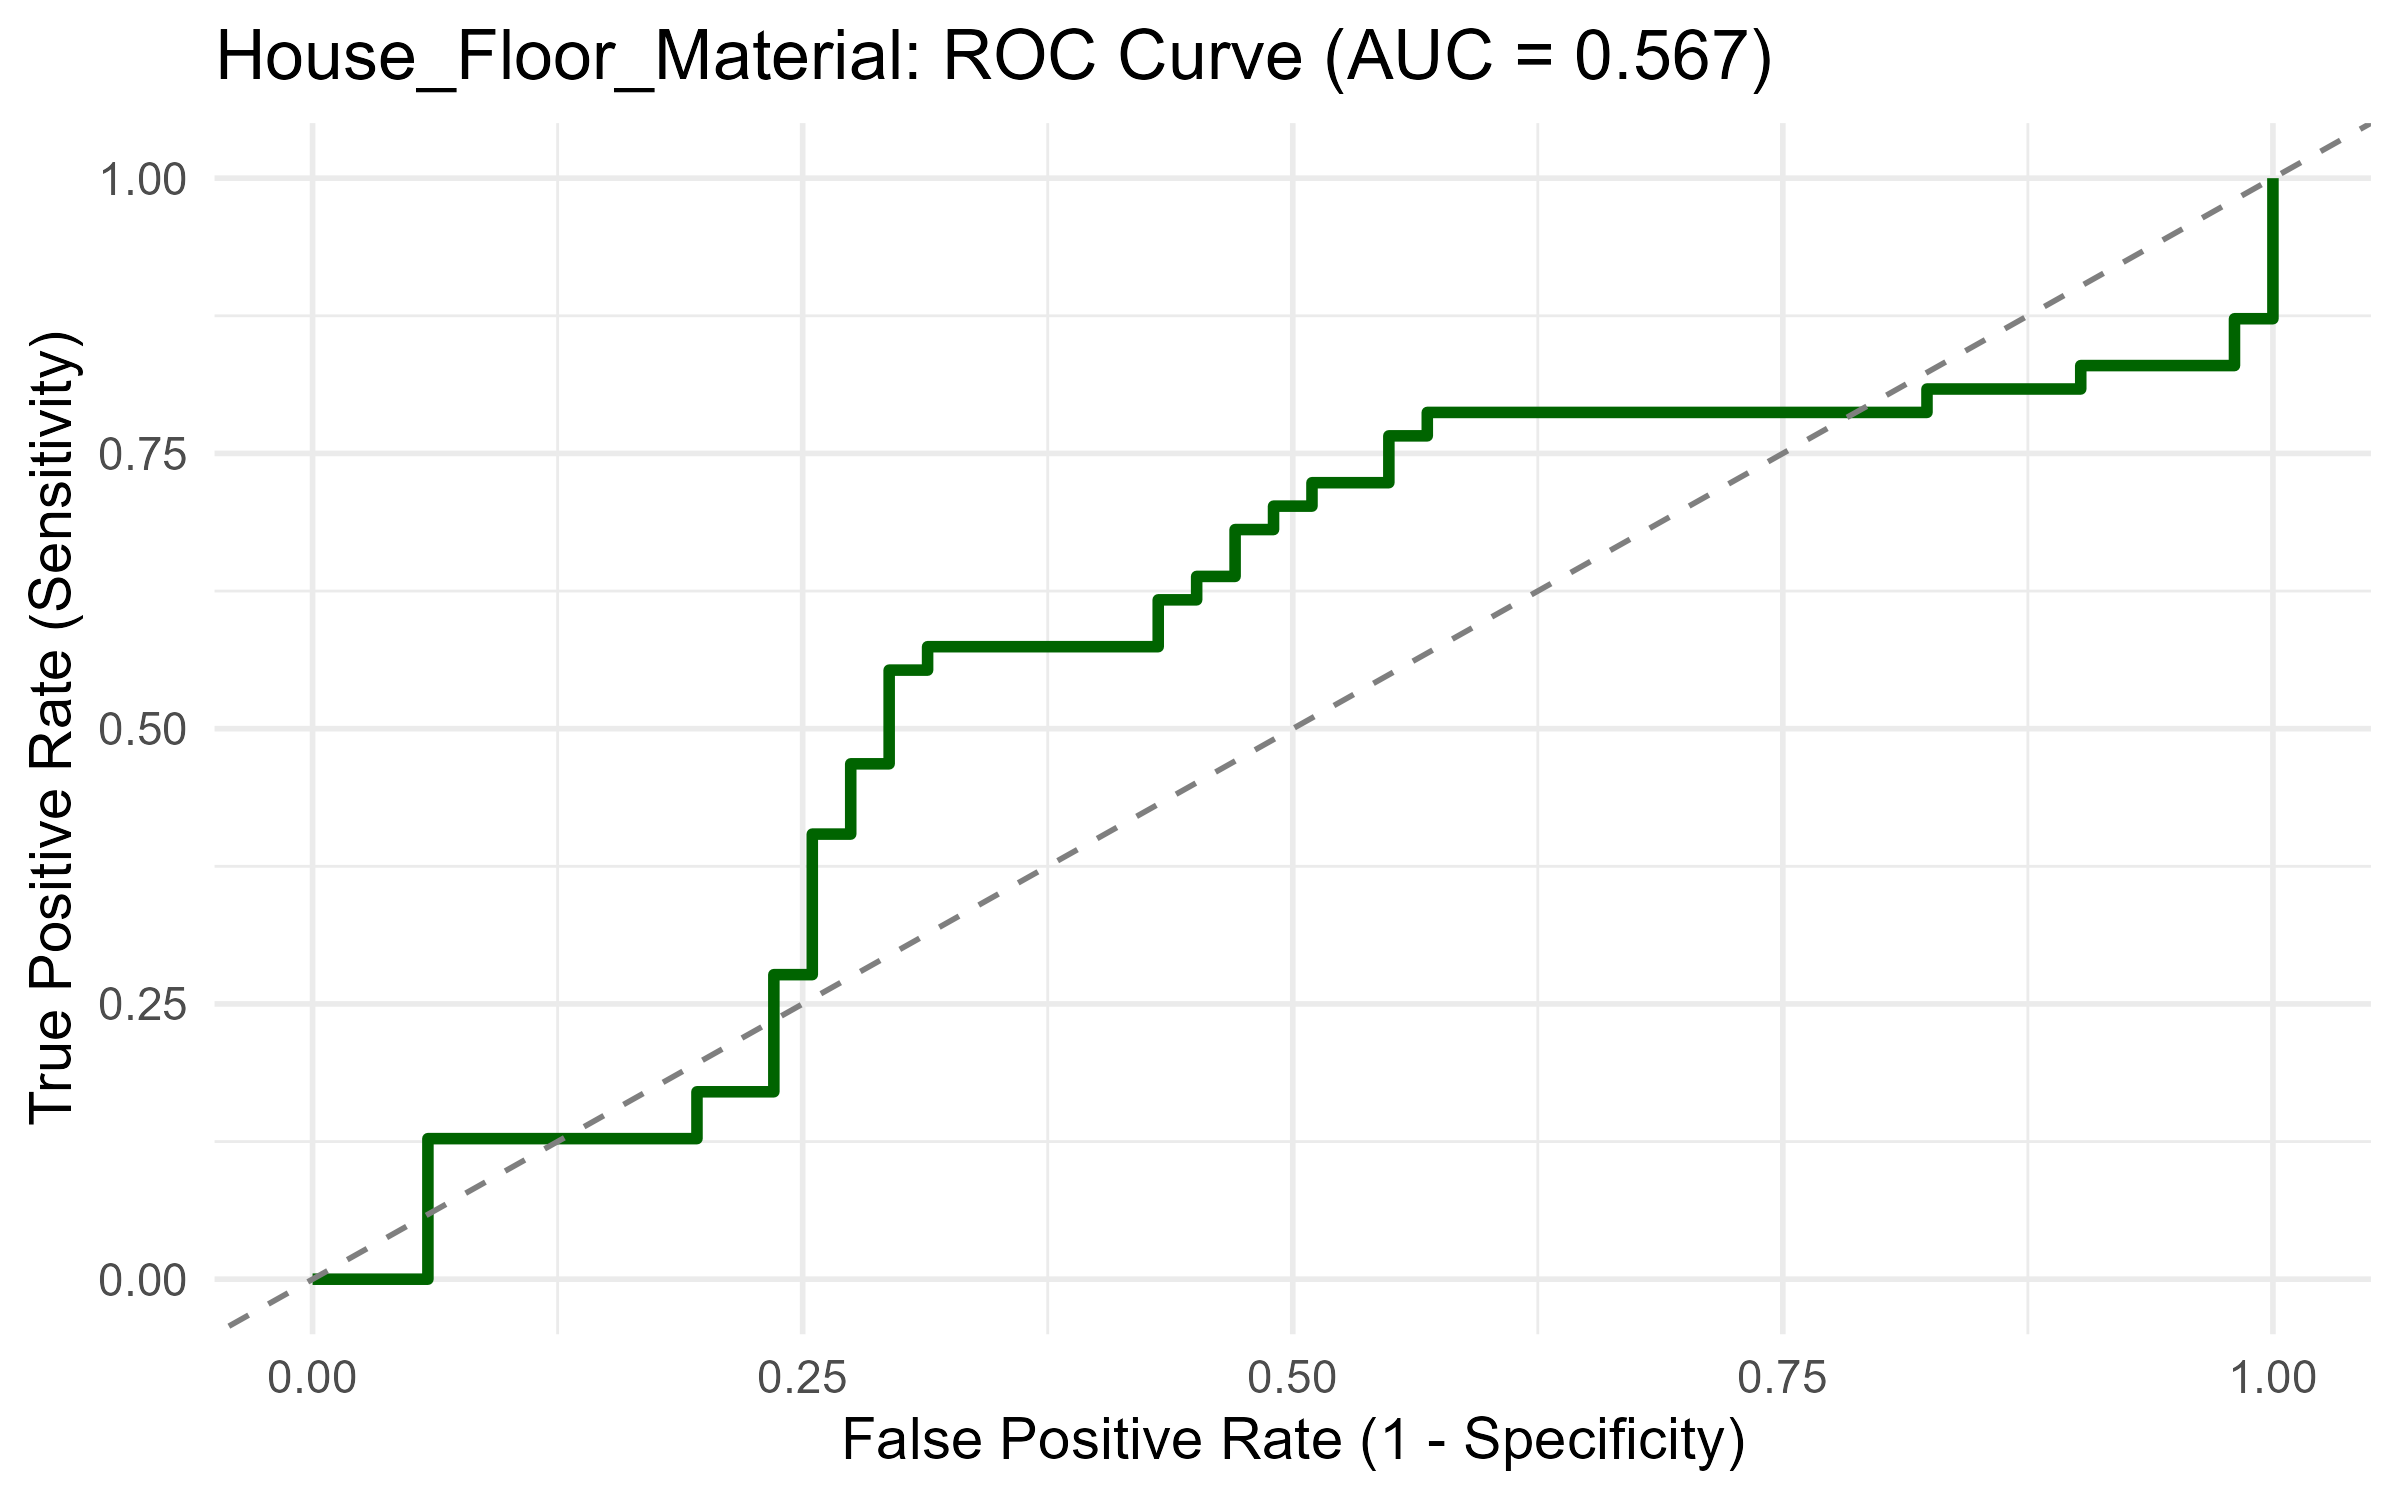 House_Floor_Material: ROC Curve (AUC = 0.567)
True Positive Rate (Sensitivity)
1.00
0.75
0.50
0.25
0.00
0.00 0.25 0.50 0.75 1.00
False Positive Rate (1 - Specificity)